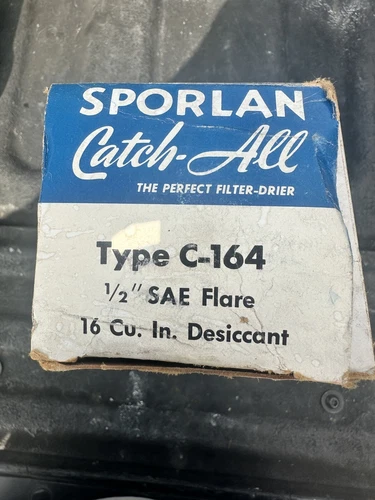 SPORLAN
Catch-All
THE PERFECT FILTER-DRIER
Type C-164
1/2" SAE Flare
16 Cu. In. Desiccant